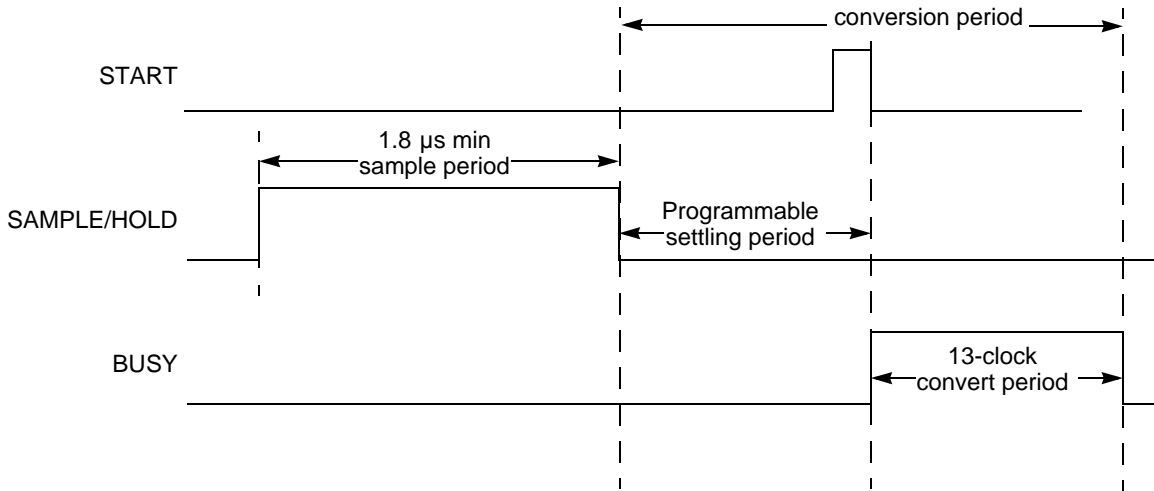 conversion period
START
1.8 µs min
sample period
SAMPLE/HOLD
Programmable
settling period
BUSY
13-clock
convert period